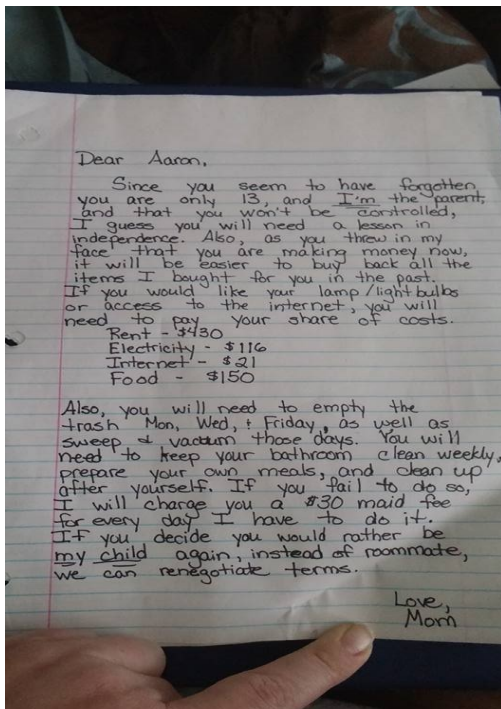 Dear Aaron,
Since you seem to have forgotten
you are only 13, and I'm the parent,
and that you won't be controlled,
I guess you will need a lesson in
independence. Also, as you threw in my
face that you are making money now,
it will be easier to buy back all the
items I bought for you in the past.
If you would like your lamp/light bulbs
or access to the internet, you will
need to pay your share of costs.
Rent - $430
Electricity - $116
Internet - $21
Food - $150
Also, you will need to empty the
trash Mon, Wed, & Friday, as well as
sweep & vacuum those days. You will
need to keep your bathroom clean weekly,
prepare your own meals, and clean up
after yourself. If you fail to do so,
I will charge you a $30 maid fee
for every day I have to do it.
If you decide you would rather be
my child again, instead of roommate,
we can renegotiate terms.
Love,
Mom